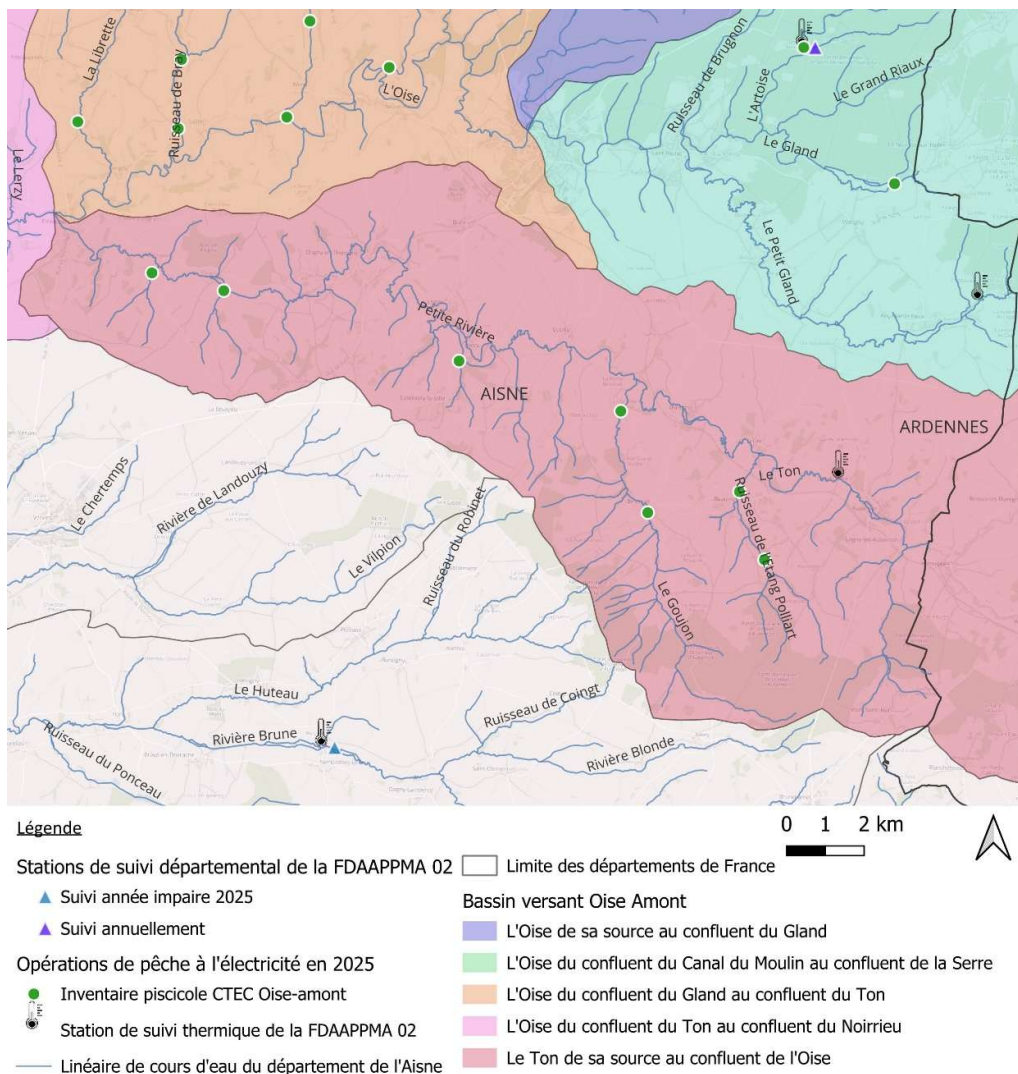 La Librette
Ruisseau de Bray
L'Oise
Ruisseau de Brugnon
L'Artoise
Le Grand Riaux
Le Gland
Le Lerzy
Le Petit Gland
Petite Rivière
AISNE
ARDENNES
Le Ton
Ruisseau de l'Etang Polliart
Le Goujon
Le Chertemps
Rivière de Landouzy
Le Vilpion
Ruisseau du Robinet
Le Huteau
Ruisseau de Coingt
Rivière Brune
Rivière Blonde
Ruisseau du Ponceau
0 1 2 km
Légende
Stations de suivi départemental de la FDAAPPMA 02
Suivi année impaire 2025
Suivi annuellement
Opérations de pêche à l'électricité en 2025
Inventaire piscicole CTEC Oise-amont
Station de suivi thermique de la FDAAPPMA 02
Linéaire de cours d'eau du département de l'Aisne
Limite des départements de France
Bassin versant Oise Amont
L'Oise de sa source au confluent du Gland
L'Oise du confluent du Canal du Moulin au confluent de la Serre
L'Oise du confluent du Gland au confluent du Ton
L'Oise du confluent du Ton au confluent du Noirrieu
Le Ton de sa source au confluent de l'Oise